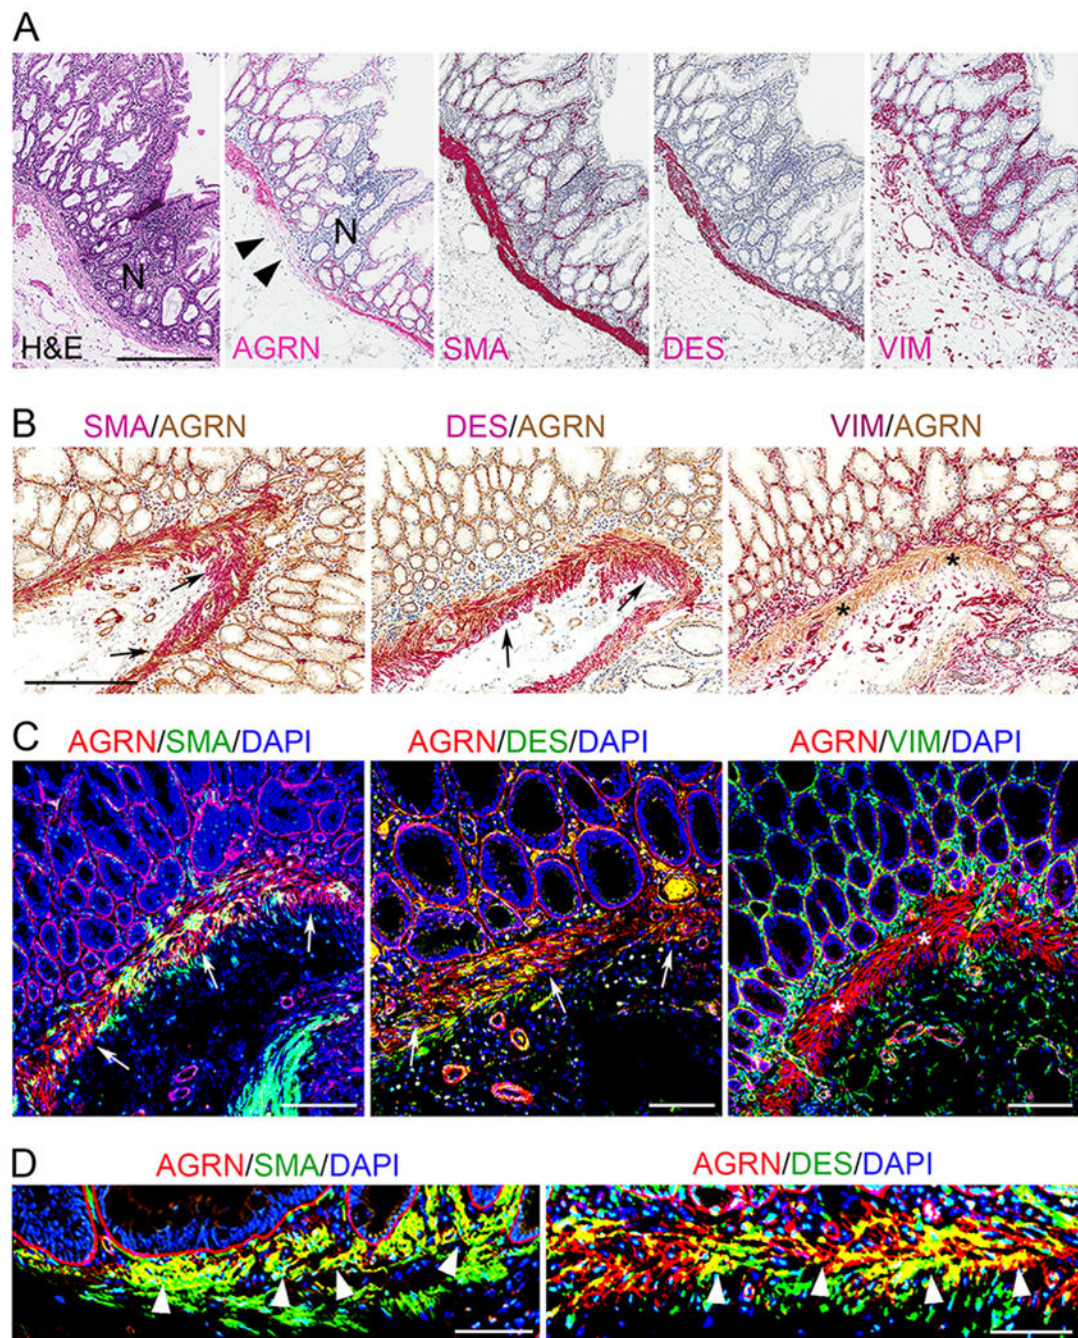 A
N
N
H&E
AGRN
SMA
DES
VIM
B
SMA/AGRN
DES/AGRN
VIM/AGRN
*
*
C
AGRN/SMA/DAPI
AGRN/DES/DAPI
AGRN/VIM/DAPI
*
*
D
AGRN/SMA/DAPI
AGRN/DES/DAPI